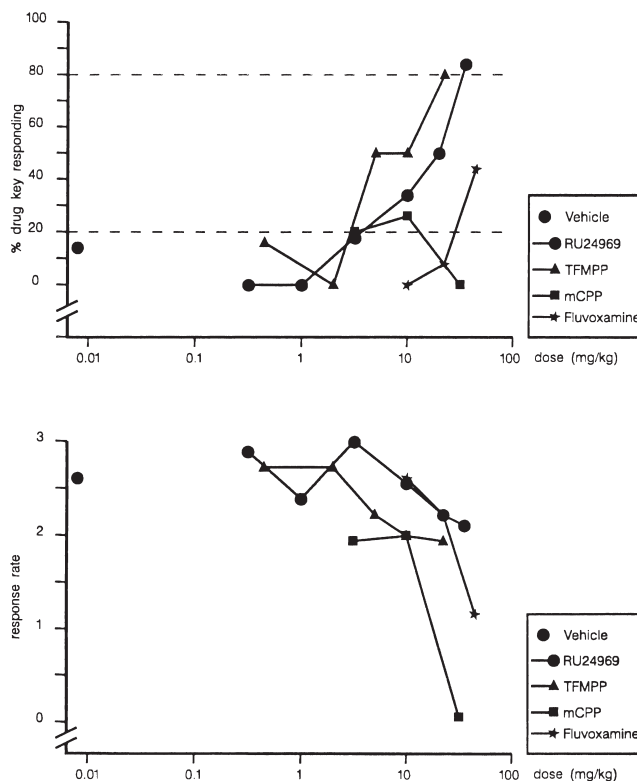 100
80
60
40
20
0
% drug key responding
0.01 0.1 1 10 100 dose (mg/kg)
Vehicle
RU24969
TFMPP
mCPP
Fluvoxamine
3
2
1
0
response rate
0.01 0.1 1 10 100 dose (mg/kg)
Vehicle
RU24969
TFMPP
mCPP
Fluvoxamine